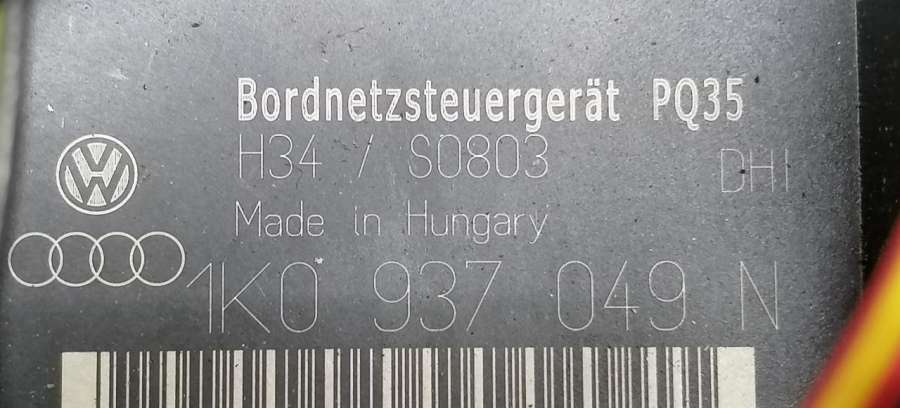 Bordnetzsteuergerät PQ35
H34 / S0803 DHI
Made in Hungary
1K0 937 049 N